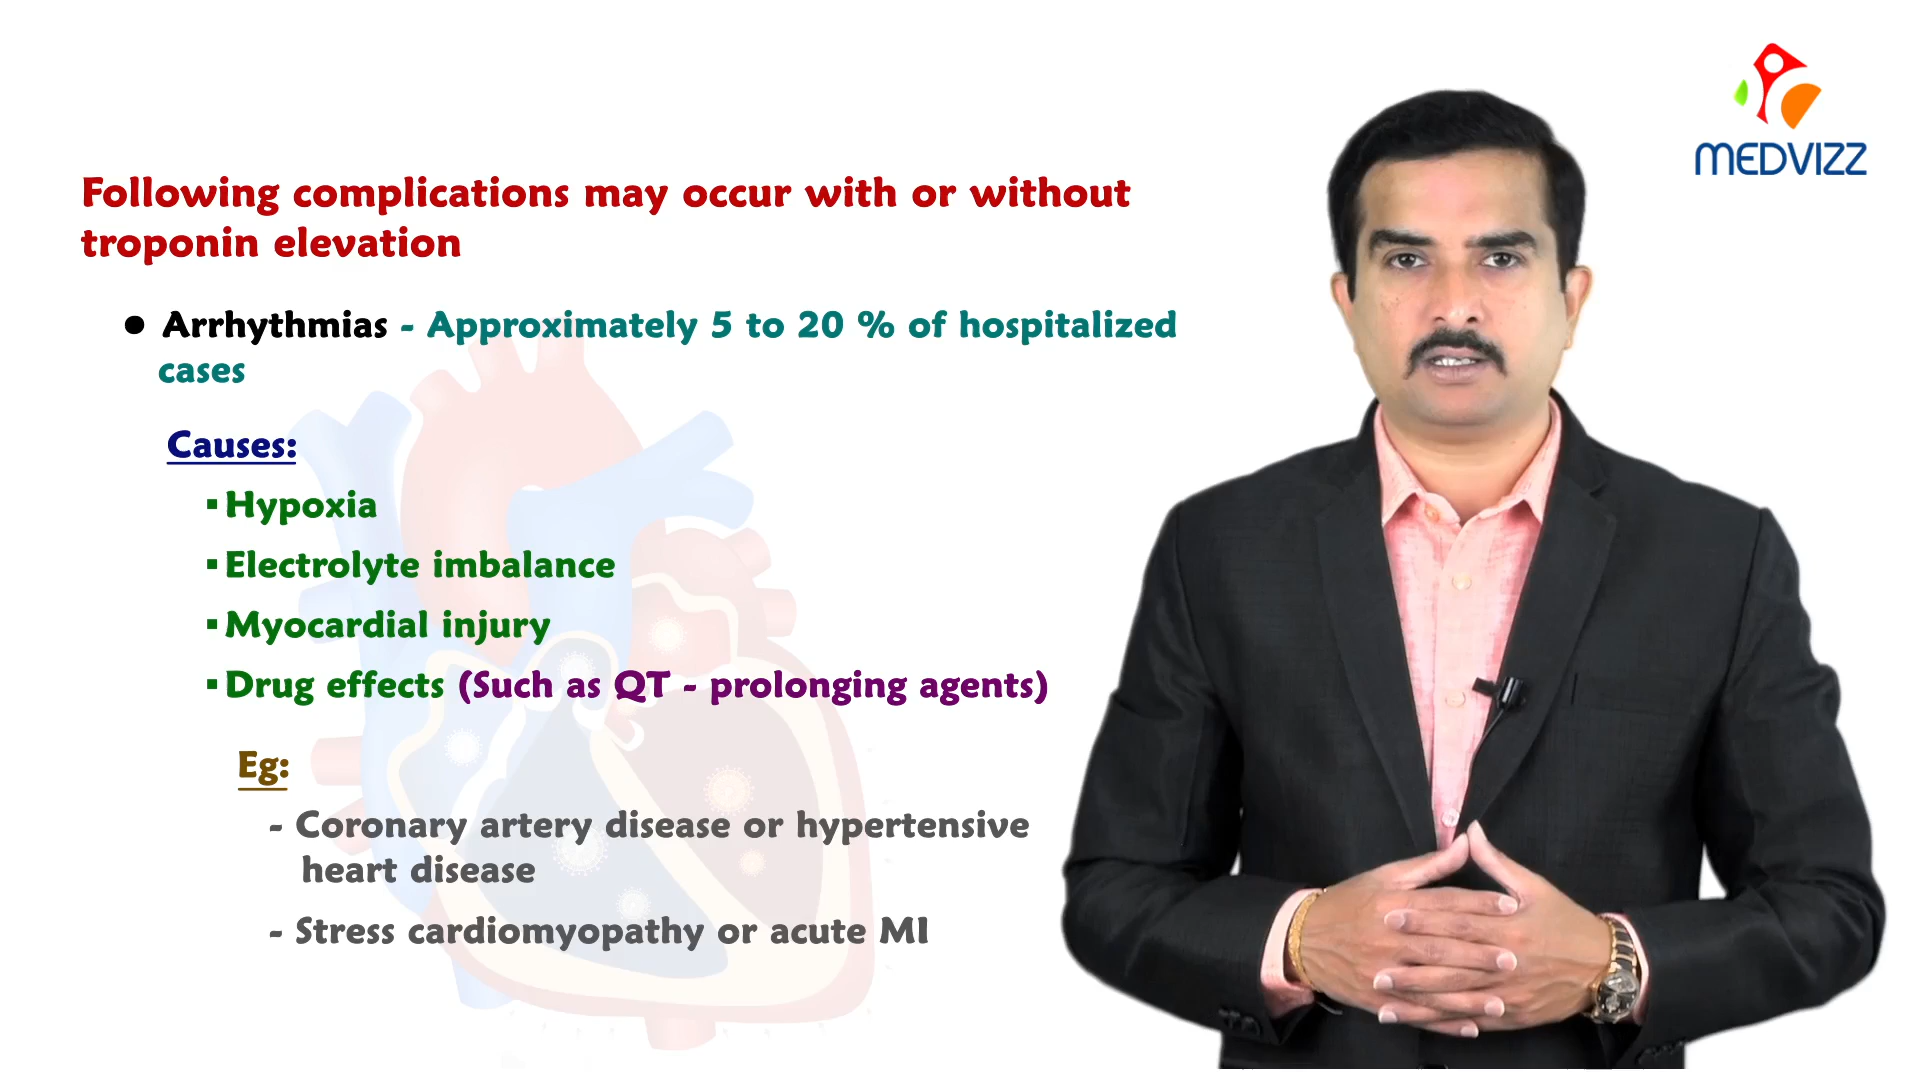 MEDVIZZ
Following complications may occur with or without
troponin elevation
● Arrhythmias - Approximately 5 to 20 % of hospitalized
cases
Causes:
▪ Hypoxia
▪ Electrolyte imbalance
▪ Myocardial injury
▪ Drug effects (Such as QT - prolonging agents)
Eg:
- Coronary artery disease or hypertensive
heart disease
- Stress cardiomyopathy or acute MI